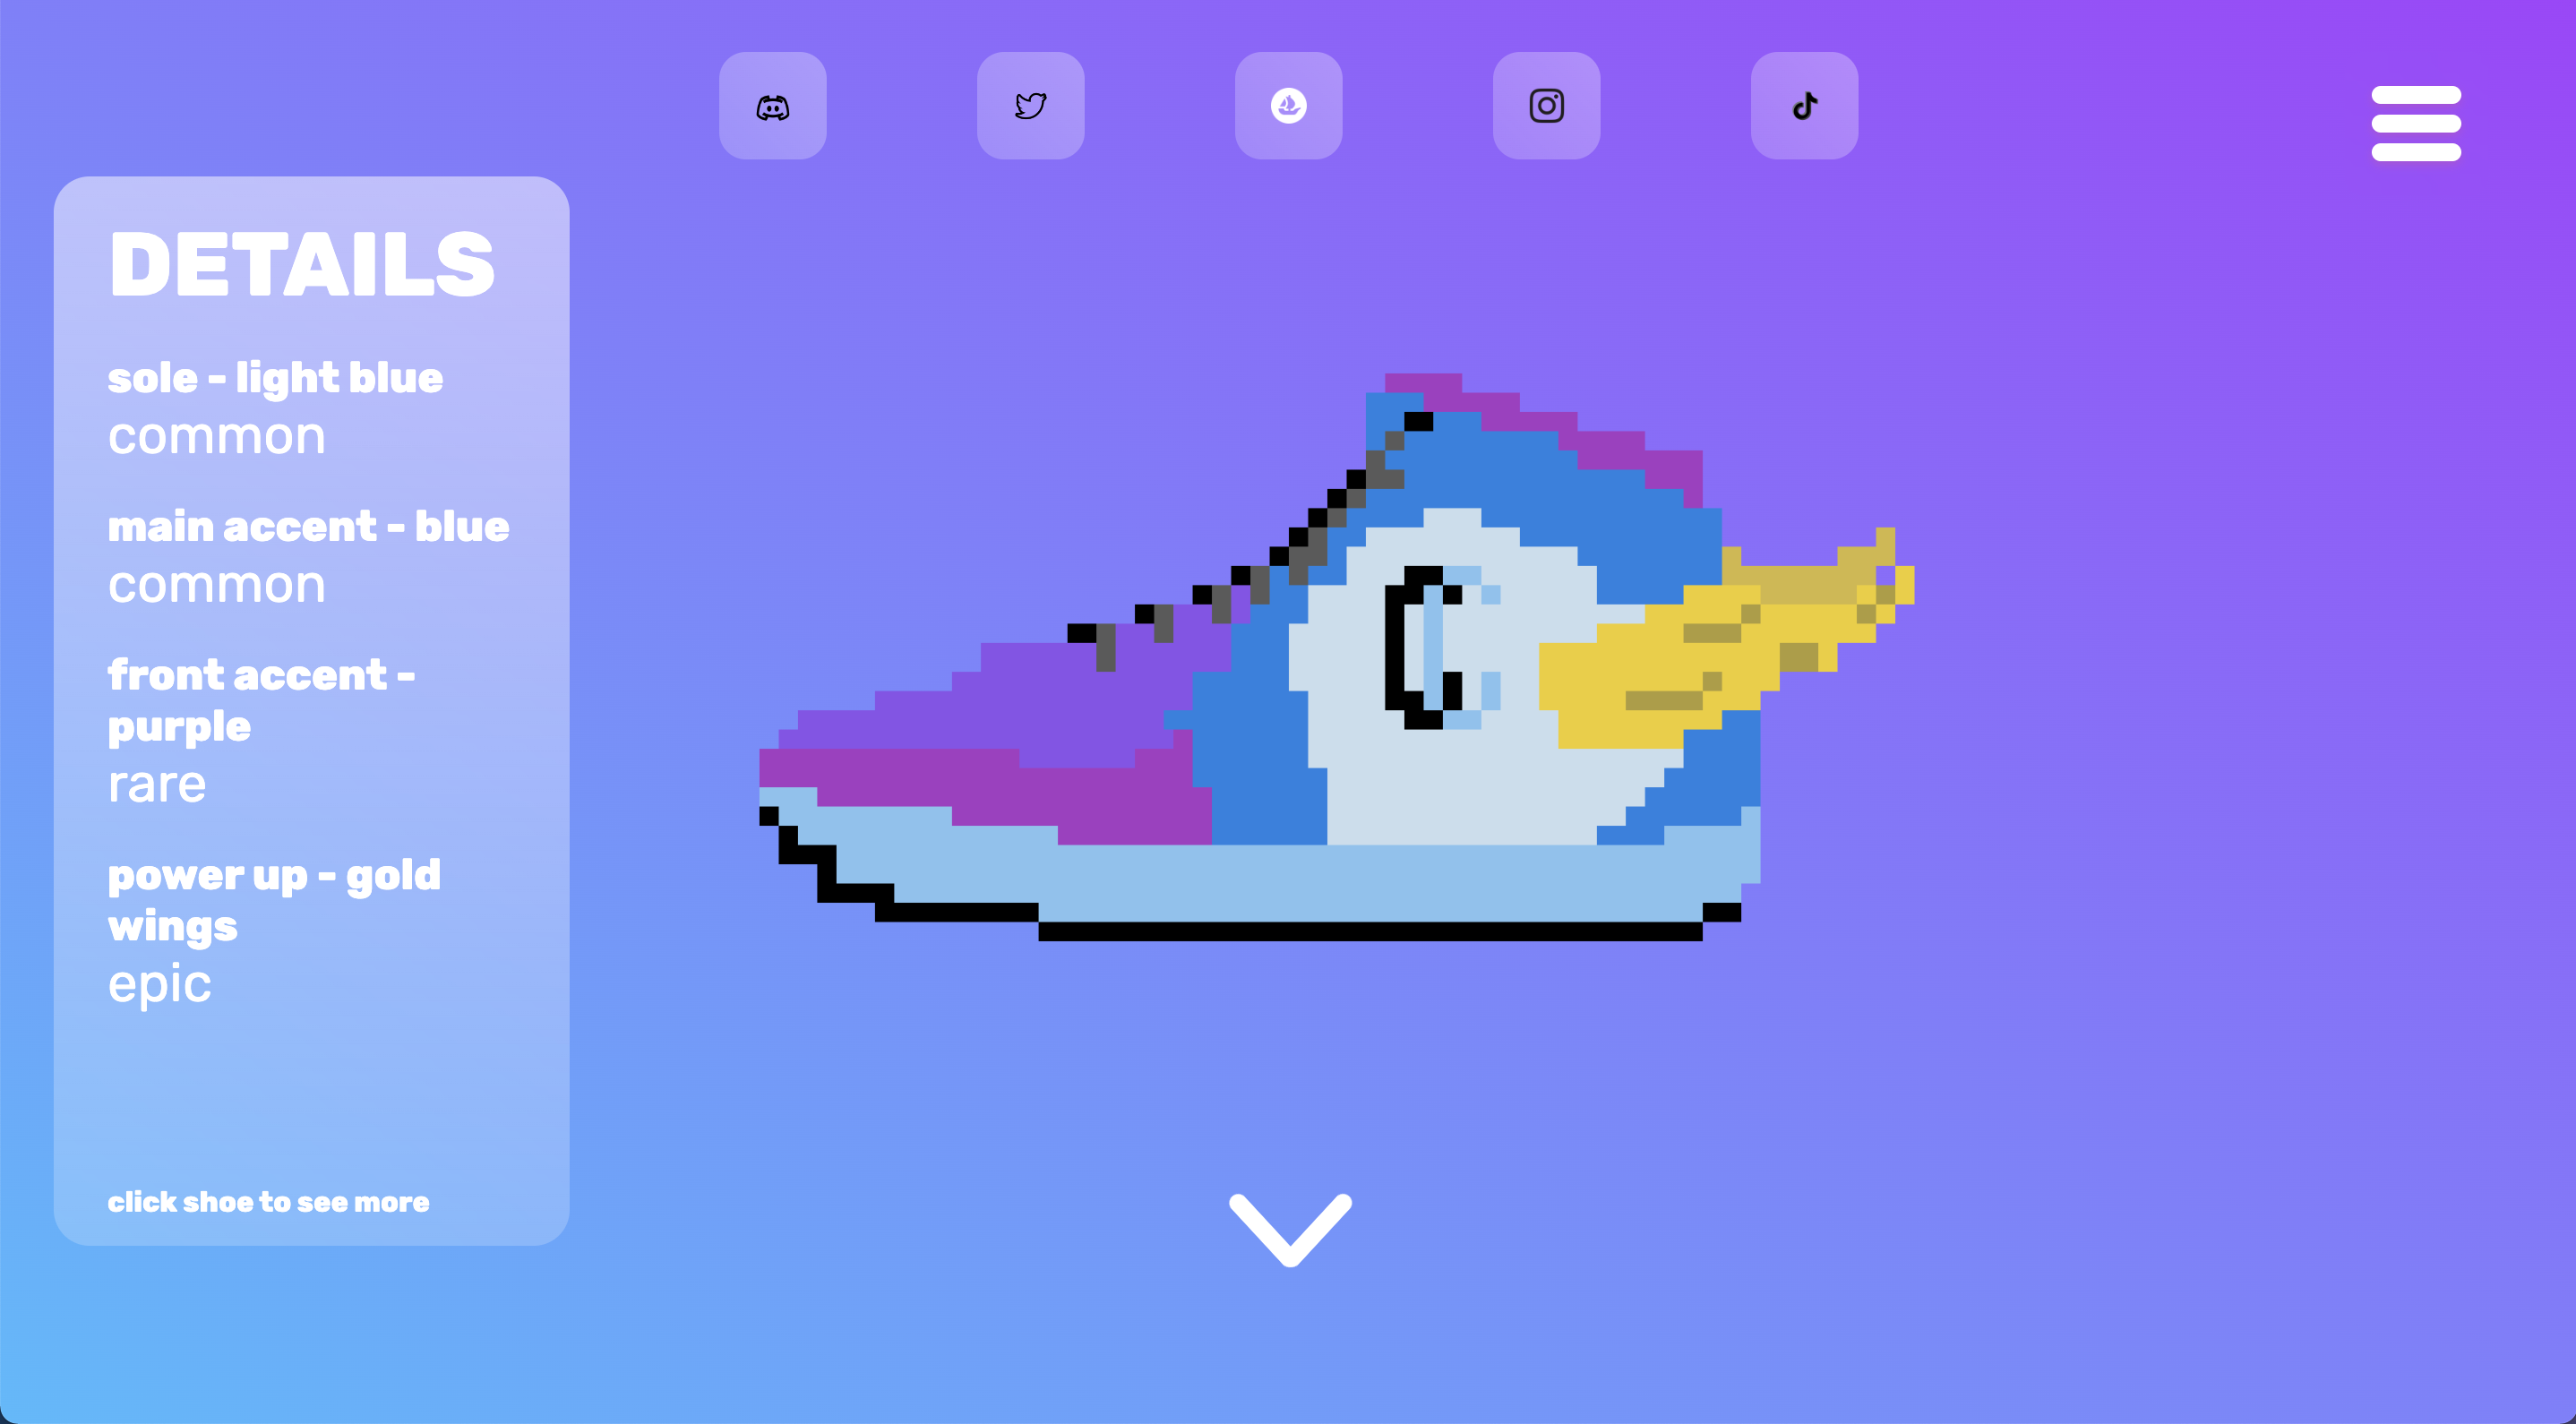 DETAILS
sole - light blue
common
main accent - blue
common
front accent -
purple
rare
power up - gold
wings
epic
click shoe to see more